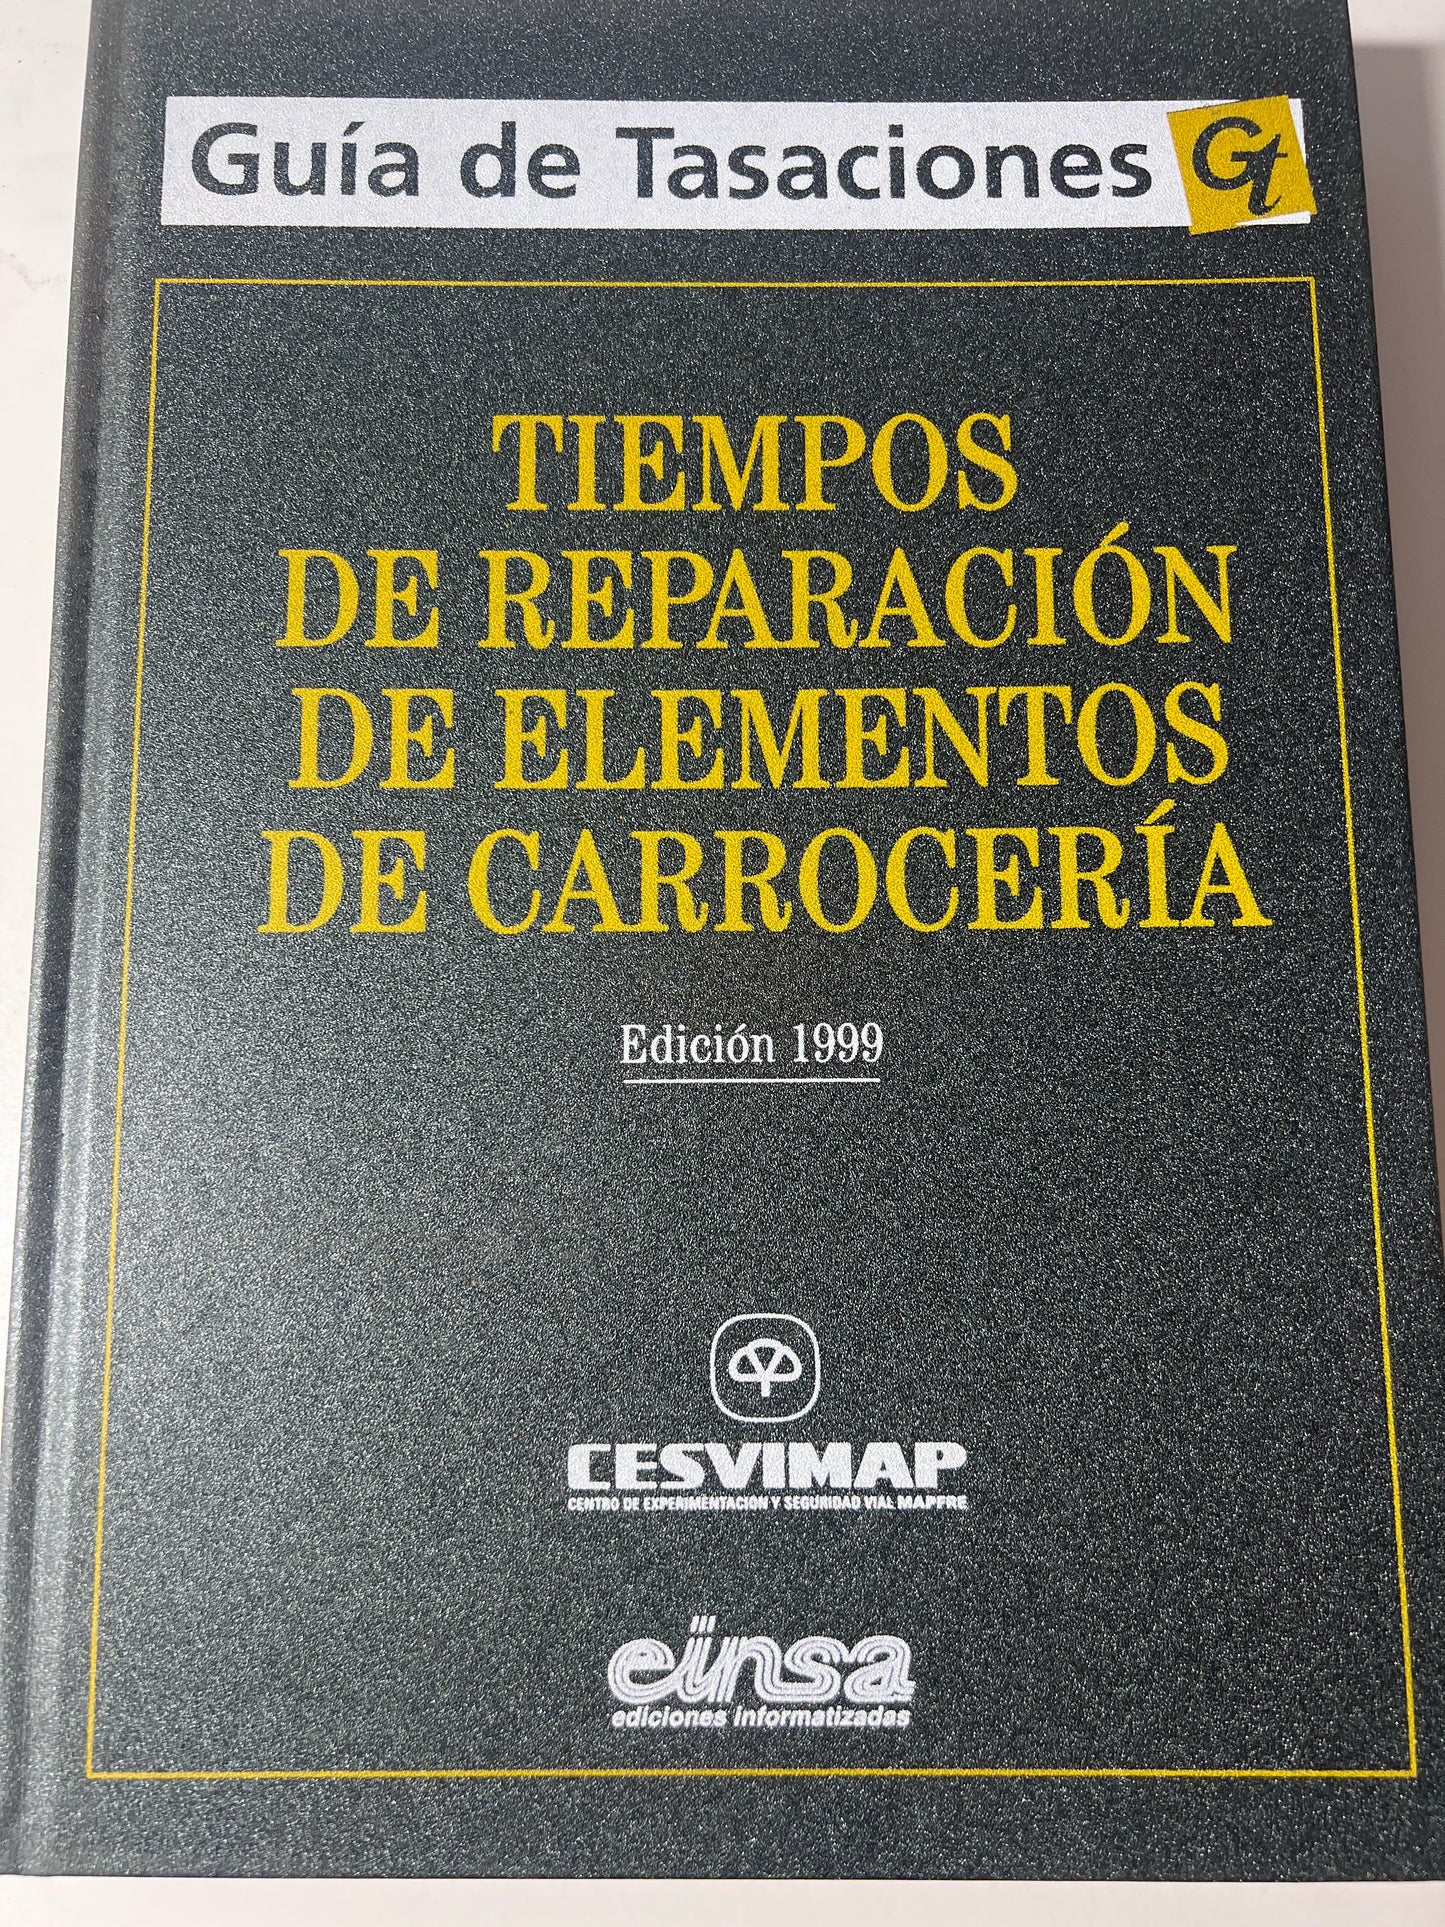 Guía de Tasaciones Gt
TIEMPOS
DE REPARACIÓN
DE ELEMENTOS
DE CARROCERÍA
Edición 1999
CESVIMAP
CENTRO DE EXPERIMENTACION Y SEGURIDAD VIAL MAPFRE
einsa
ediciones informatizadas